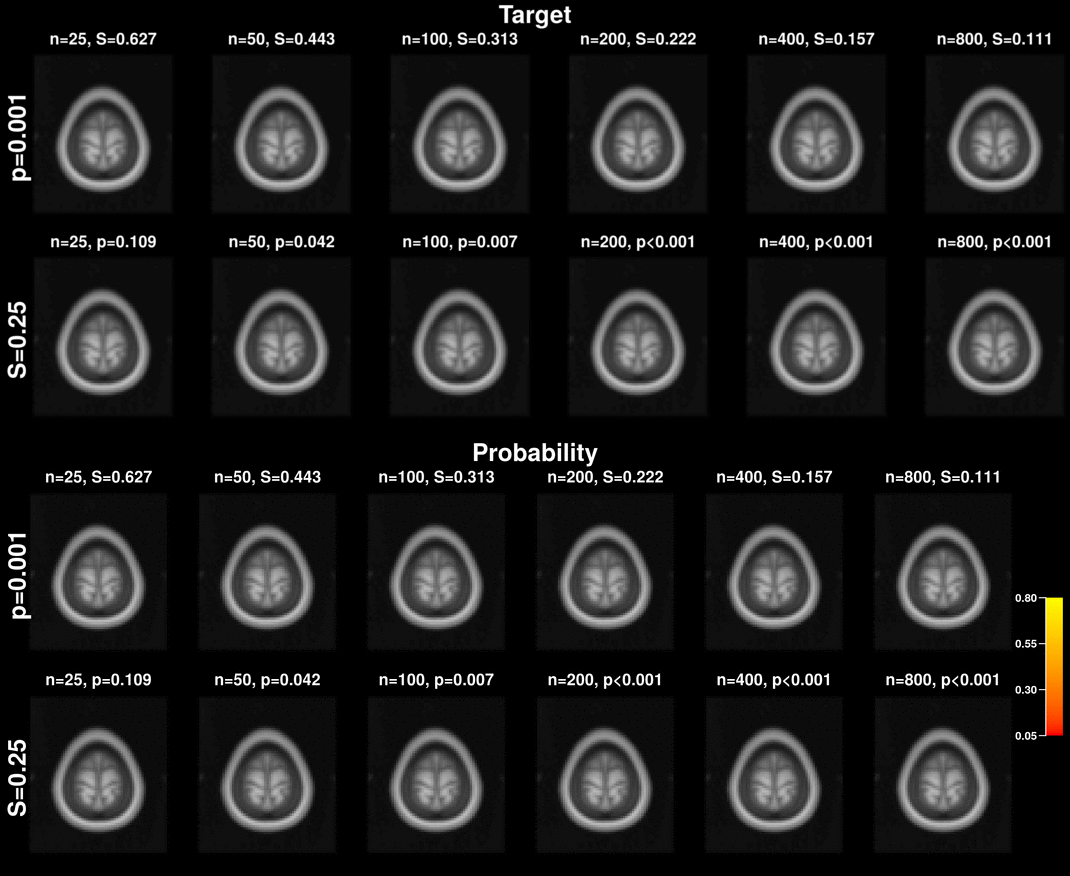 Target
n=25, S=0.627 n=50, S=0.443 n=100, S=0.313 n=200, S=0.222 n=400, S=0.157 n=800, S=0.111
p=0.001
n=25, p=0.109 n=50, p=0.042 n=100, p=0.007 n=200, p<0.001 n=400, p<0.001 n=800, p<0.001
S=0.25
Probability
n=25, S=0.627 n=50, S=0.443 n=100, S=0.313 n=200, S=0.222 n=400, S=0.157 n=800, S=0.111
p=0.001
n=25, p=0.109 n=50, p=0.042 n=100, p=0.007 n=200, p<0.001 n=400, p<0.001 n=800, p<0.001
S=0.25
0.80
0.55
0.30
0.05